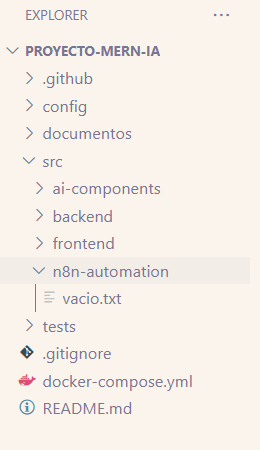 EXPLORER ···
PROYECTO-MERN-IA
.github
config
documentos
src
ai-components
backend
frontend
n8n-automation
vacio.txt
tests
.gitignore
docker-compose.yml
README.md